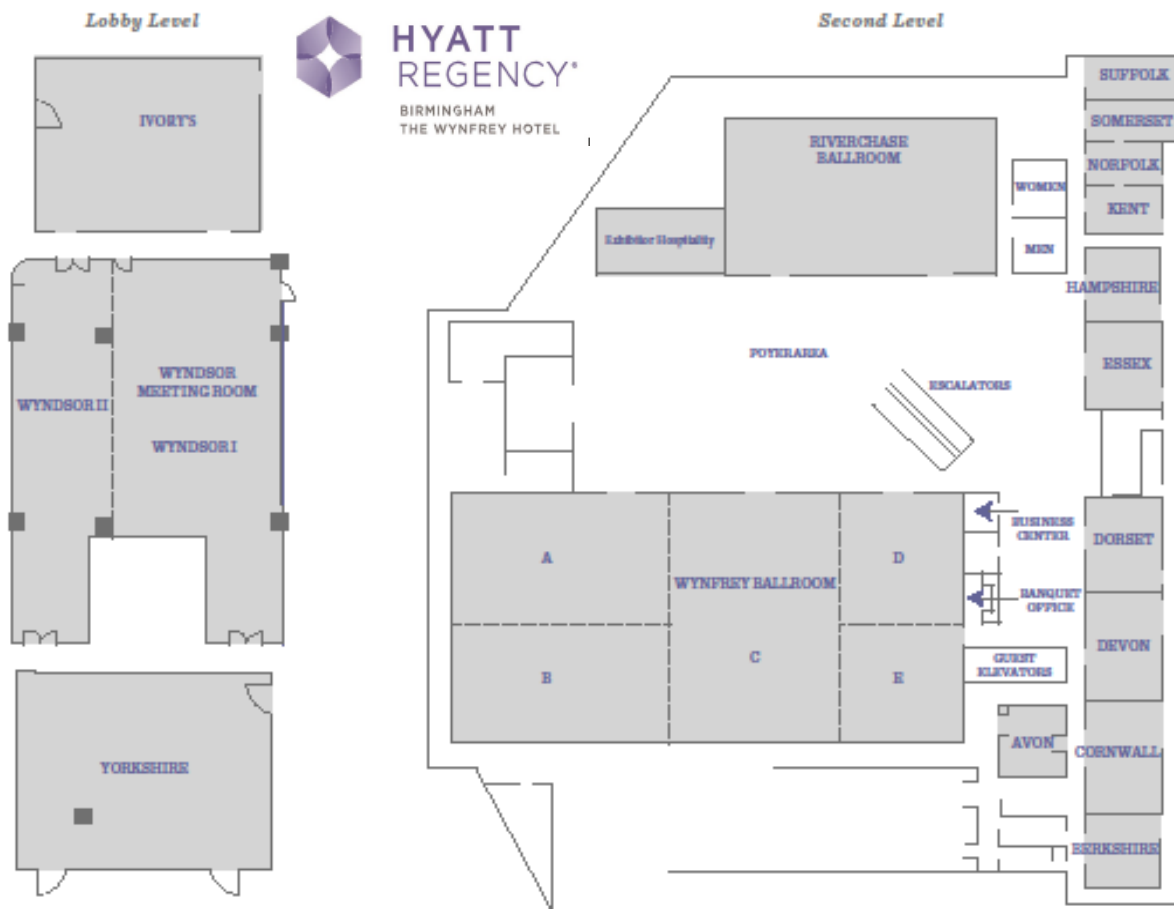 Lobby Level
Second Level
HYATT
REGENCY®
BIRMINGHAM
THE WYNFREY HOTEL
IVORY'S
WYNDSOR
MEETING ROOM
WYNDSOR II
WYNDSOR I
YORKSHIRE
RIVERCHASE
BALLROOM
Exhibitor Hospitality
WOMEN
MEN
SUFFOLK
SOMERSET
NORFOLK
KENT
HAMPSHIRE
ESSEX
FOYER AREA
ESCALATORS
A
WYNFREY BALLROOM
D
B
C
E
BUSINESS
CENTER
BANQUET
OFFICE
GUEST
ELEVATORS
DORSET
DEVON
AVON
CORNWALL
BERKSHIRE